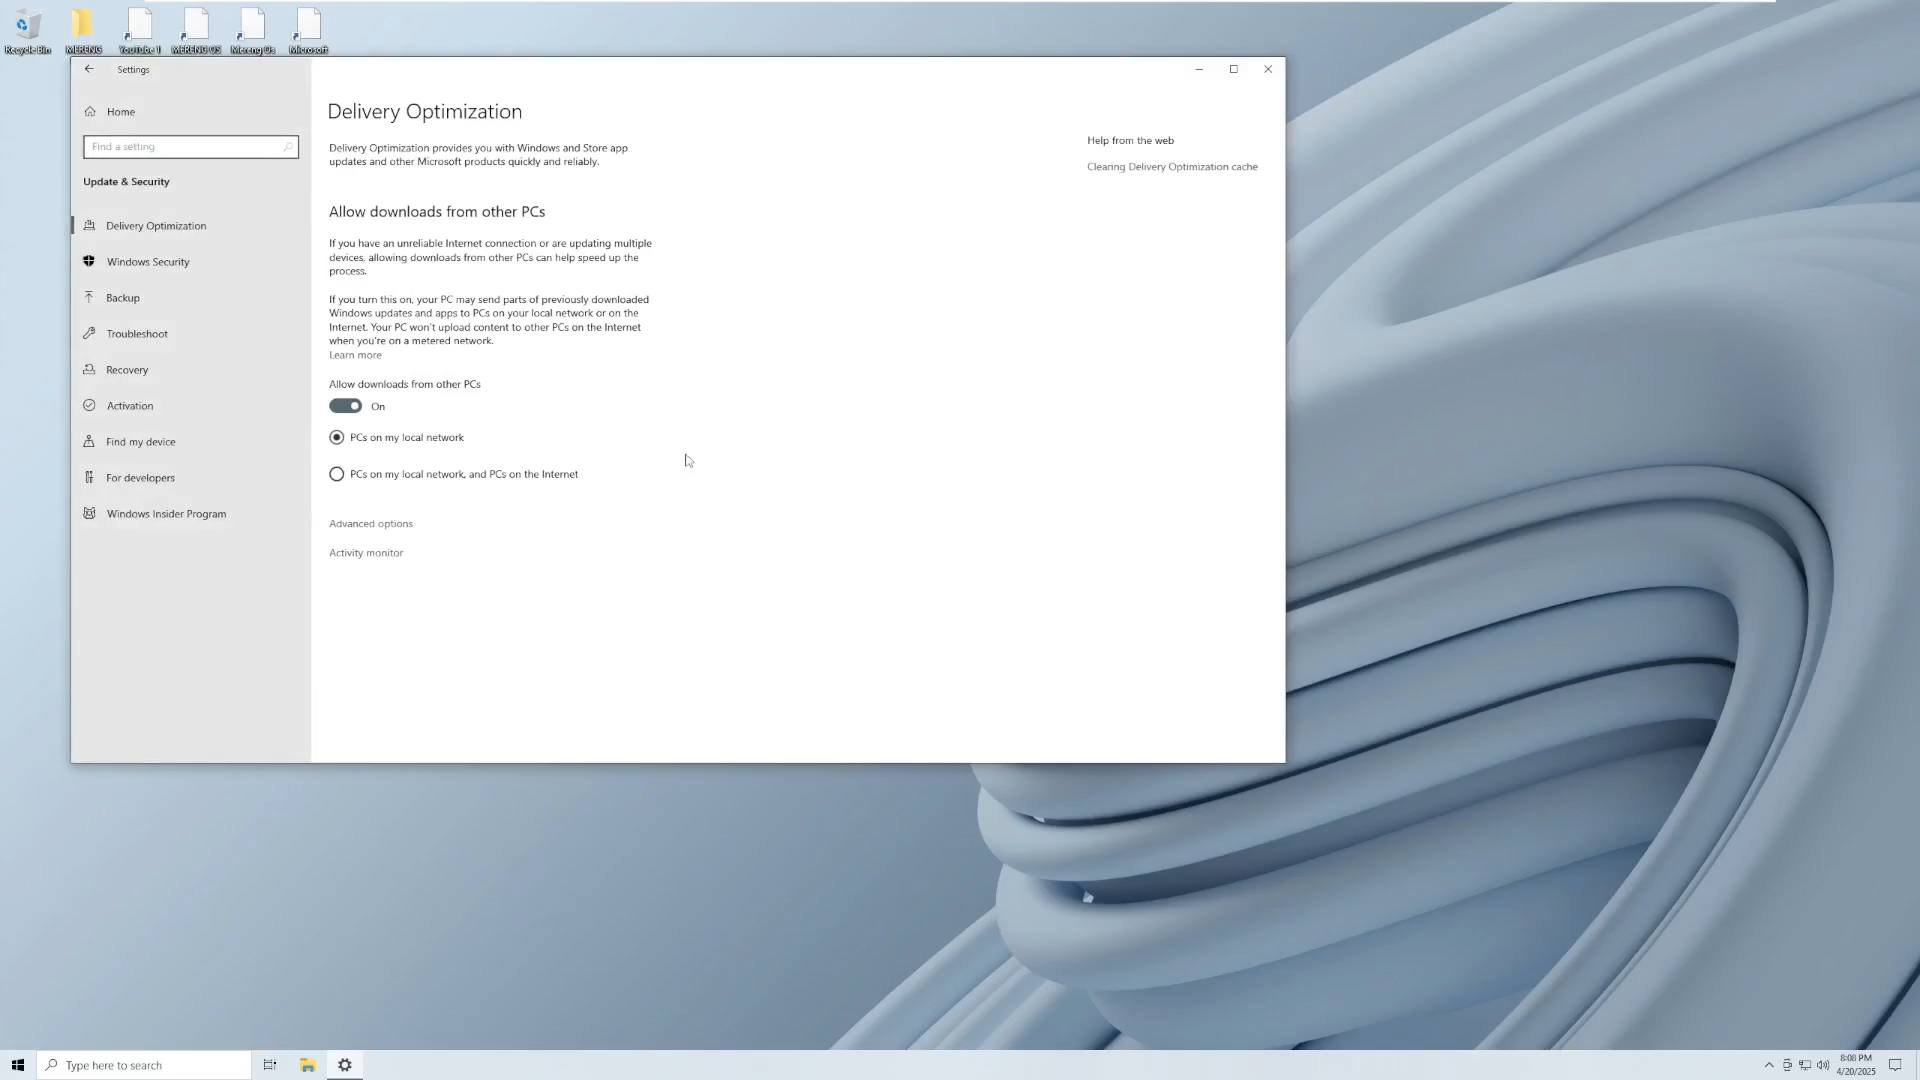 Recycle Bin
MERENG
YouTube 1
MERENG OS
Mereng Os
Microsoft
Settings
Home
Find a setting
Update & Security
Delivery Optimization
Windows Security
Backup
Troubleshoot
Recovery
Activation
Find my device
For developers
Windows Insider Program
Delivery Optimization
Delivery Optimization provides you with Windows and Store app
updates and other Microsoft products quickly and reliably.
Allow downloads from other PCs
If you have an unreliable Internet connection or are updating multiple
devices, allowing downloads from other PCs can help speed up the
process.
If you turn this on, your PC may send parts of previously downloaded
Windows updates and apps to PCs on your local network or on the
Internet. Your PC won't upload content to other PCs on the Internet
when you're on a metered network.
Learn more
Allow downloads from other PCs
On
PCs on my local network
PCs on my local network, and PCs on the Internet
Advanced options
Activity monitor
Help from the web
Clearing Delivery Optimization cache
Type here to search
8:08 PM
4/20/2025